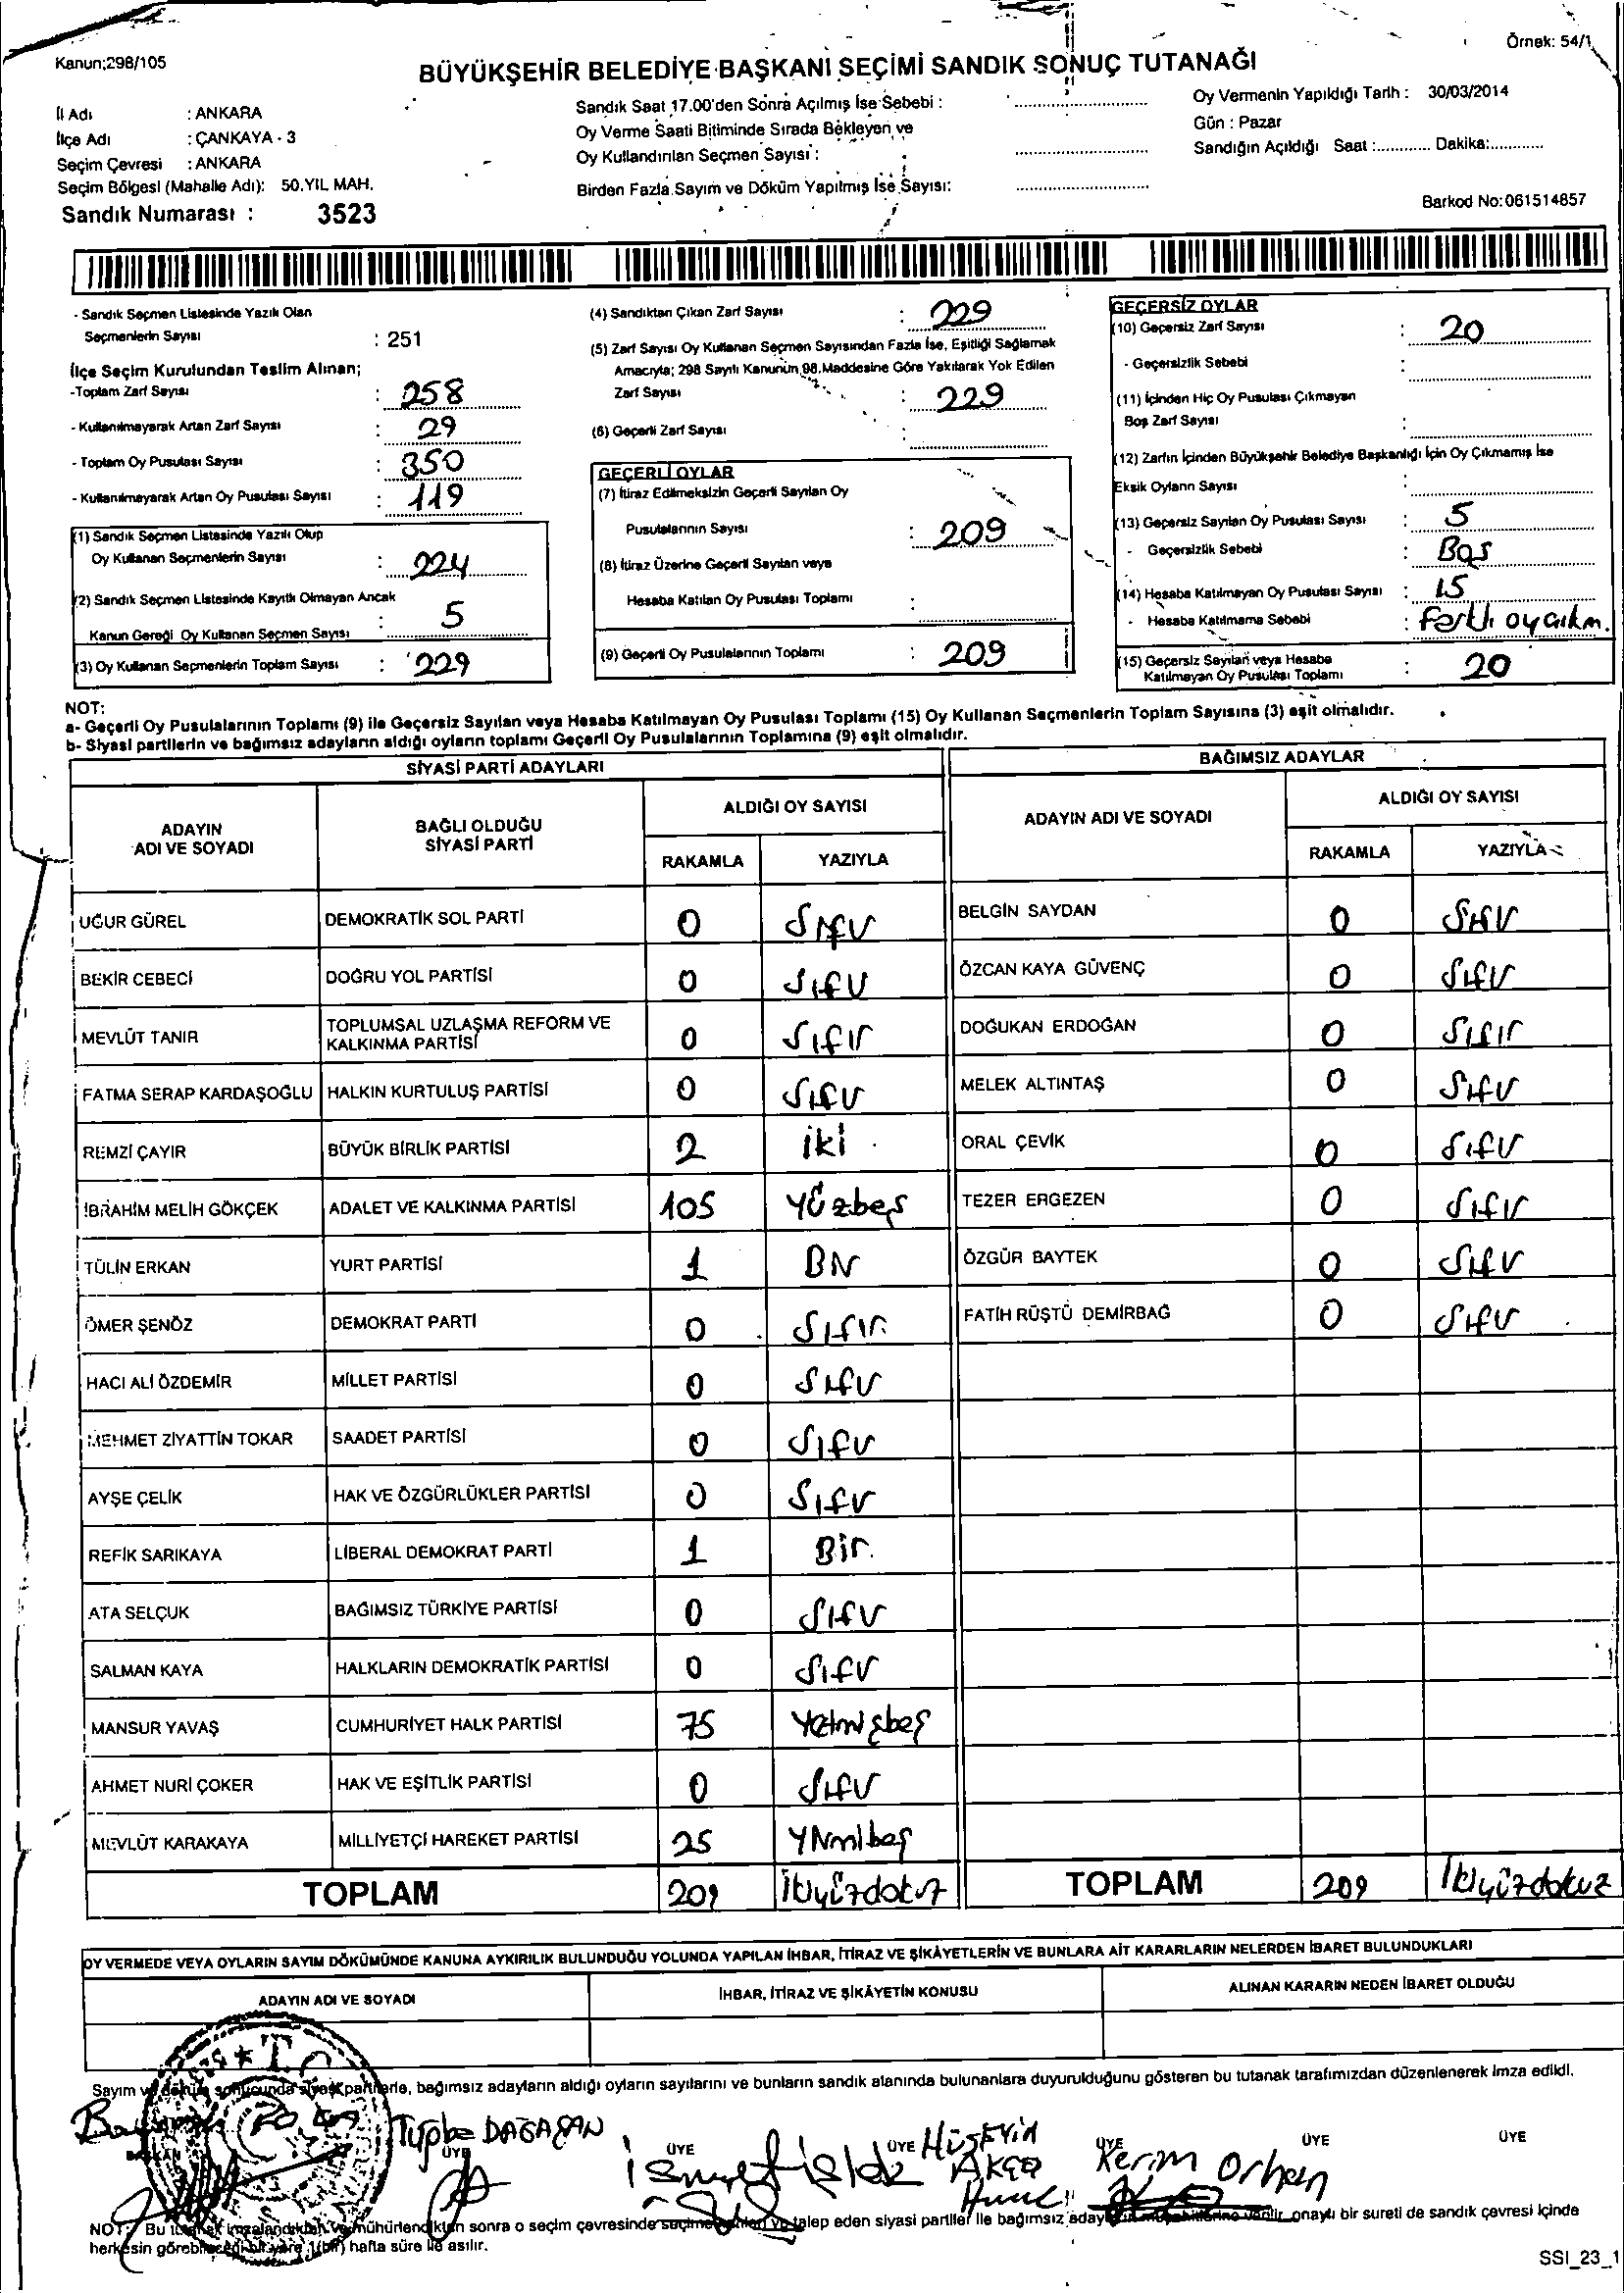 Örnek: 54/1
Kanun;298/105
BÜYÜKŞEHİR BELEDİYE BAŞKANI SEÇİMİ SANDIK SONUÇ TUTANAĞI
İl Adı : ANKARA
İlçe Adı : ÇANKAYA - 3
Seçim Çevresi : ANKARA
Seçim Bölgesi (Mahalle Adı): 50.YIL MAH.
Sandık Numarası : 3523
Sandık Saat 17.00'den Sonra Açılmış İse Sebebi :
Oy Verme Saati Bitiminde Sırada Bekleyen ve
Oy Kullandırılan Seçmen Sayısı :
Birden Fazla Sayım ve Döküm Yapılmış İse Sayısı:
Oy Vermenin Yapıldığı Tarih : 30/03/2014
Gün : Pazar
Sandığın Açıldığı Saat :............ Dakika:............
Barkod No:061514857
- Sandık Seçmen Listesinde Yazılı Olan
Seçmenlerin Sayısı : 251
İlçe Seçim Kurulundan Teslim Alınan;
-Toplam Zarf Sayısı : 258
- Kullanılmayarak Artan Zarf Sayısı : 29
- Toplam Oy Pusulası Sayısı : 350
- Kullanılmayarak Artan Oy Pusulası Sayısı : 119
(1) Sandık Seçmen Listesinde Yazılı Olup
Oy Kullanan Seçmenlerin Sayısı : 224
(2) Sandık Seçmen Listesinde Kayıtlı Olmayan Ancak
Kanun Gereği Oy Kullanan Seçmen Sayısı : 5
(3) Oy Kullanan Seçmenlerin Toplam Sayısı : 229
(4) Sandıktan Çıkan Zarf Sayısı : 229
(5) Zarf Sayısı Oy Kullanan Seçmen Sayısından Fazla İse, Eşitliği Sağlamak
Amacıyla; 298 Sayılı Kanunun 98.Maddesine Göre Yakılarak Yok Edilen
Zarf Sayısı : 229
(6) Geçerli Zarf Sayısı :
GEÇERLİ OYLAR
(7) İtiraz Edilmeksizin Geçerli Sayılan Oy
Pusulalarının Sayısı : 209
(8) İtiraz Üzerine Geçerli Sayılan veya
Hesaba Katılan Oy Pusulası Toplamı :
(9) Geçerli Oy Pusulalarının Toplamı : 209
GEÇERSİZ OYLAR
(10) Geçersiz Zarf Sayısı : 20
- Geçersizlik Sebebi :
(11) İçinden Hiç Oy Pusulası Çıkmayan
Boş Zarf Sayısı :
(12) Zarfın İçinden Büyükşehir Belediye Başkanlığı İçin Oy Çıkmamış İse
Eksik Oyların Sayısı :
(13) Geçersiz Sayılan Oy Pusulası Sayısı : 5
- Geçersizlik Sebebi : Boş
(14) Hesaba Katılmayan Oy Pusulası Sayısı : 15
- Hesaba Katılmama Sebebi : Farklı oy çıkm.
(15) Geçersiz Sayılan veya Hesaba
Katılmayan Oy Pusulası Toplamı : 20
NOT:
a- Geçerli Oy Pusulalarının Toplamı (9) ile Geçersiz Sayılan veya Hesaba Katılmayan Oy Pusulası Toplamı (15) Oy Kullanan Seçmenlerin Toplam Sayısına (3) eşit olmalıdır.
b- Siyasi partilerin ve bağımsız adayların aldığı oyların toplamı Geçerli Oy Pusulalarının Toplamına (9) eşit olmalıdır.
SİYASİ PARTİ ADAYLARI
ADAYIN ADI VE SOYADI
BAĞLI OLDUĞU SİYASİ PARTİ
ALDIĞI OY SAYISI
RAKAMLA YAZIYLA
UĞUR GÜREL DEMOKRATİK SOL PARTİ 0 Sıfır
BEKİR CEBECİ DOĞRU YOL PARTİSİ 0 Sıfır
MEVLÜT TANIR TOPLUMSAL UZLAŞMA REFORM VE KALKINMA PARTİSİ 0 Sıfır
FATMA SERAP KARDAŞOĞLU HALKIN KURTULUŞ PARTİSİ 0 Sıfır
REMZİ ÇAYIR BÜYÜK BİRLİK PARTİSİ 2 iki
İBRAHİM MELİH GÖKÇEK ADALET VE KALKINMA PARTİSİ 105 Yüzbeş
TÜLİN ERKAN YURT PARTİSİ 1 Bir
ÖMER ŞENÖZ DEMOKRAT PARTİ 0 Sıfır
HACI ALİ ÖZDEMİR MİLLET PARTİSİ 0 Sıfır
MEHMET ZİYATTİN TOKAR SAADET PARTİSİ 0 Sıfır
AYŞE ÇELİK HAK VE ÖZGÜRLÜKLER PARTİSİ 0 Sıfır
REFİK SARIKAYA LİBERAL DEMOKRAT PARTİ 1 Bir.
ATA SELÇUK BAĞIMSIZ TÜRKİYE PARTİSİ 0 Sıfır
SALMAN KAYA HALKLARIN DEMOKRATİK PARTİSİ 0 Sıfır
MANSUR YAVAŞ CUMHURİYET HALK PARTİSİ 75 Yetmişbeş
AHMET NURİ ÇOKER HAK VE EŞİTLİK PARTİSİ 0 Sıfır
MEVLÜT KARAKAYA MİLLİYETÇİ HAREKET PARTİSİ 25 Yirmibeş
TOPLAM 209 İkiyüzdokuz
BAĞIMSIZ ADAYLAR
ADAYIN ADI VE SOYADI
ALDIĞI OY SAYISI
RAKAMLA YAZIYLA
BELGİN SAYDAN 0 Sıfır
ÖZCAN KAYA GÜVENÇ 0 Sıfır
DOĞUKAN ERDOĞAN 0 Sıfır
MELEK ALTINTAŞ 0 Sıfır
ORAL ÇEVİK 0 Sıfır
TEZER ERGEZEN 0 Sıfır
ÖZGÜR BAYTEK 0 Sıfır
FATİH RÜŞTÜ DEMİRBAĞ 0 Sıfır
TOPLAM 209 İkiyüzdokuz
OY VERMEDE VEYA OYLARIN SAYIM DÖKÜMÜNDE KANUNA AYKIRILIK BULUNDUĞU YOLUNDA YAPILAN İHBAR, İTİRAZ VE ŞİKÂYETLERİN VE BUNLARA AİT KARARLARIN NELERDEN İBARET BULUNDUKLARI
ADAYIN ADI VE SOYADI
İHBAR, İTİRAZ VE ŞİKÂYETİN KONUSU
ALINAN KARARIN NEDEN İBARET OLDUĞU
Sayım ve döküm sonucunda siyasi partilerle, bağımsız adayların aldığı oyların sayılarını ve bunların sandık alanında bulunanlara duyurulduğunu gösteren bu tutanak tarafımızdan düzenlenerek imza edildi.
T.C.
ÜYE ÜYE ÜYE ÜYE ÜYE ÜYE
HÜSEYİN AKÇA
Kerim Orhan
NOT: Bu tutanak imzalandıktan ve mühürlendikten sonra o seçim çevresinde seçime katılan ve talep eden siyasi partiler ile bağımsız aday müşahitlerine verilir, onaylı bir sureti de sandık çevresi içinde
herkesin görebileceği bir yere 1(bir) hafta süre ile asılır.
SSI_23_1